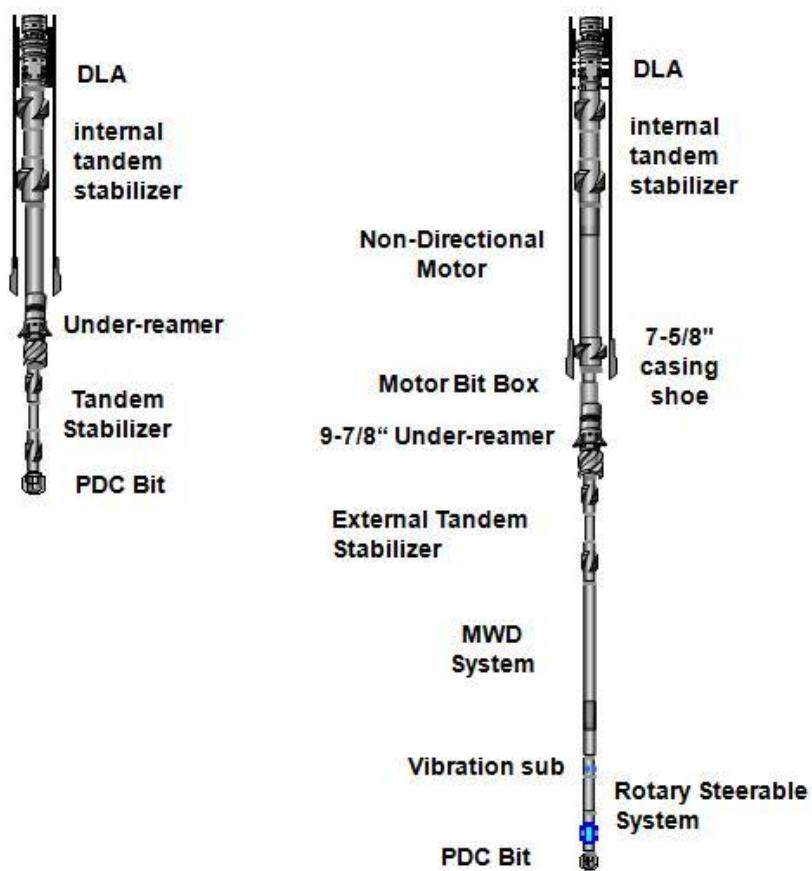 DLA
internal
tandem
stabilizer
Under-reamer
Tandem
Stabilizer
PDC Bit
DLA
internal
tandem
stabilizer
Non-Directional
Motor
7-5/8"
casing
shoe
Motor Bit Box
9-7/8“ Under-reamer
External Tandem
Stabilizer
MWD
System
Vibration sub
Rotary Steerable
System
PDC Bit